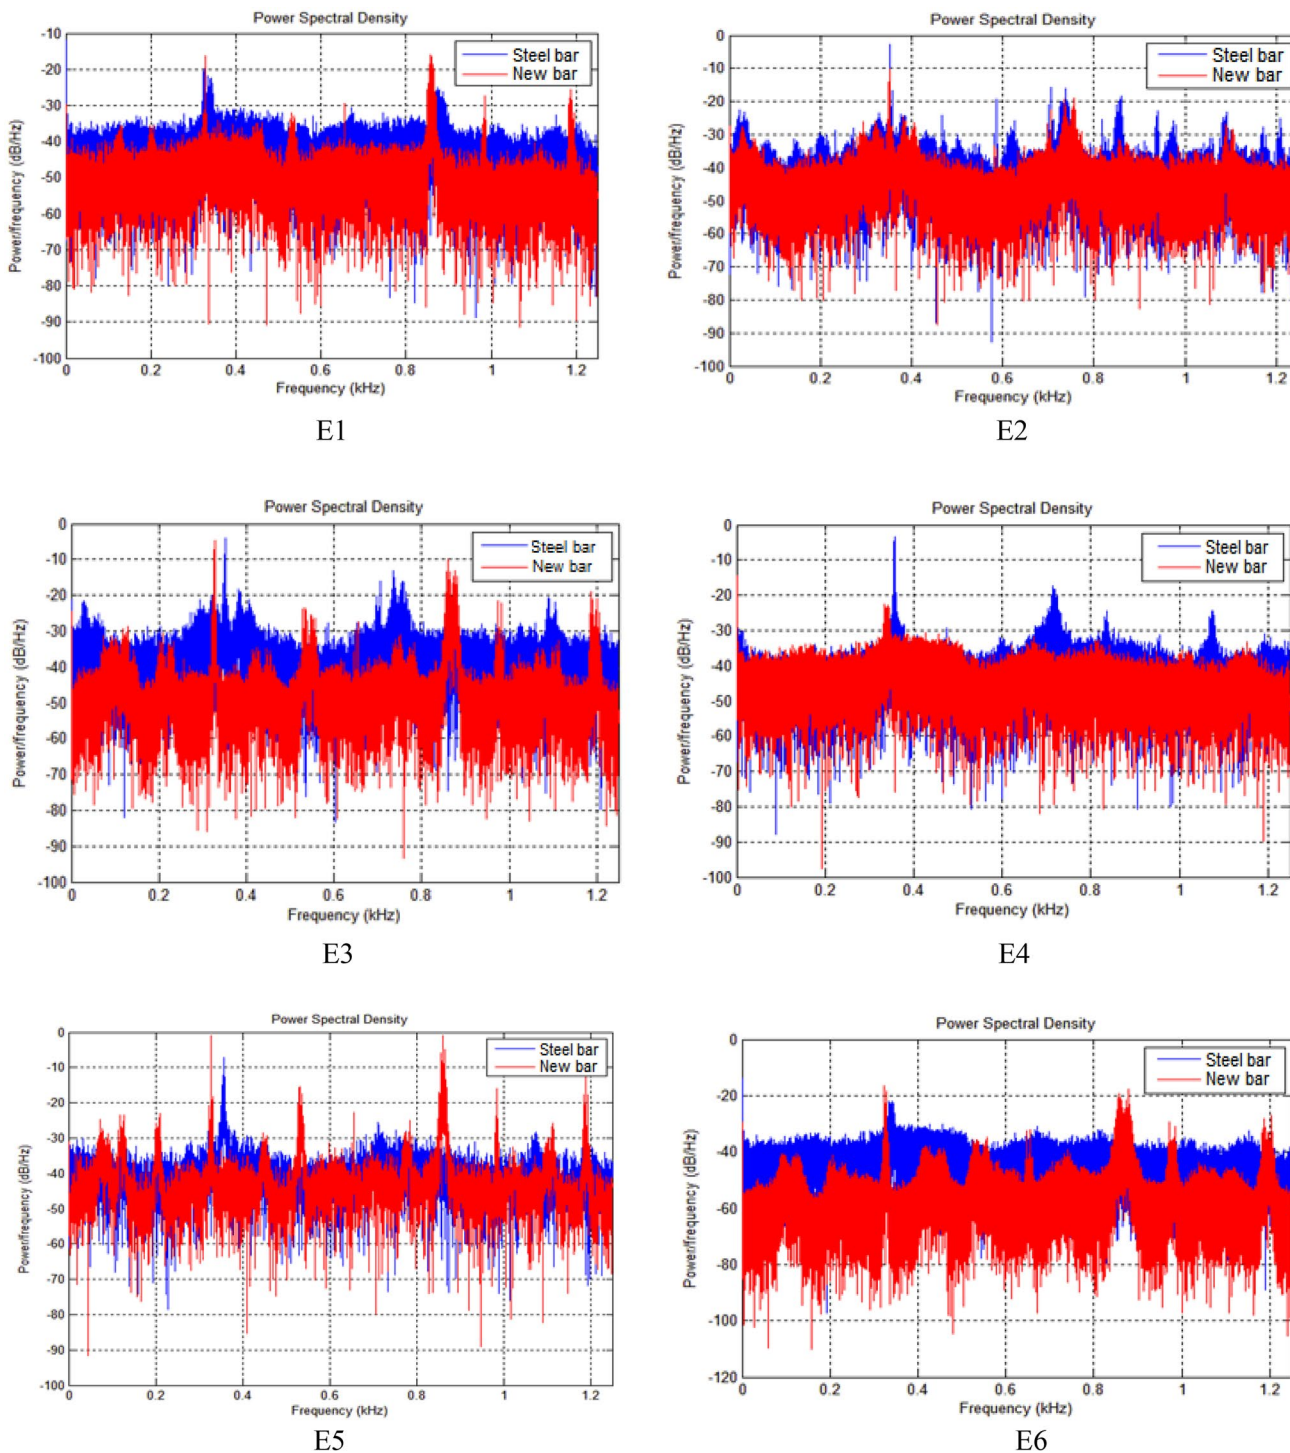 Power Spectral Density
Power/frequency (dB/Hz)
-10
-20
-30
-40
-50
-60
-70
-80
-90
-100
Steel bar
New bar
0 0.2 0.4 0.6 0.8 1 1.2
Frequency (kHz)
E1
Power Spectral Density
Power/frequency (dB/Hz)
0
-10
-20
-30
-40
-50
-60
-70
-80
-90
-100
Steel bar
New bar
0 0.2 0.4 0.6 0.8 1 1.2
Frequency (kHz)
E2
Power Spectral Density
Power/frequency (dB/Hz)
0
-10
-20
-30
-40
-50
-60
-70
-80
-90
-100
Steel bar
New bar
0 0.2 0.4 0.6 0.8 1 1.2
Frequency (kHz)
E3
Power Spectral Density
Power/frequency (dB/Hz)
0
-10
-20
-30
-40
-50
-60
-70
-80
-90
-100
Steel bar
New bar
0 0.2 0.4 0.6 0.8 1 1.2
Frequency (kHz)
E4
Power Spectral Density
Power/frequency (dB/Hz)
0
-10
-20
-30
-40
-50
-60
-70
-80
-90
-100
Steel bar
New bar
0 0.2 0.4 0.6 0.8 1 1.2
Frequency (kHz)
E5
Power Spectral Density
Power/frequency (dB/Hz)
0
-20
-40
-60
-80
-100
-120
Steel bar
New bar
0 0.2 0.4 0.6 0.8 1 1.2
Frequency (kHz)
E6